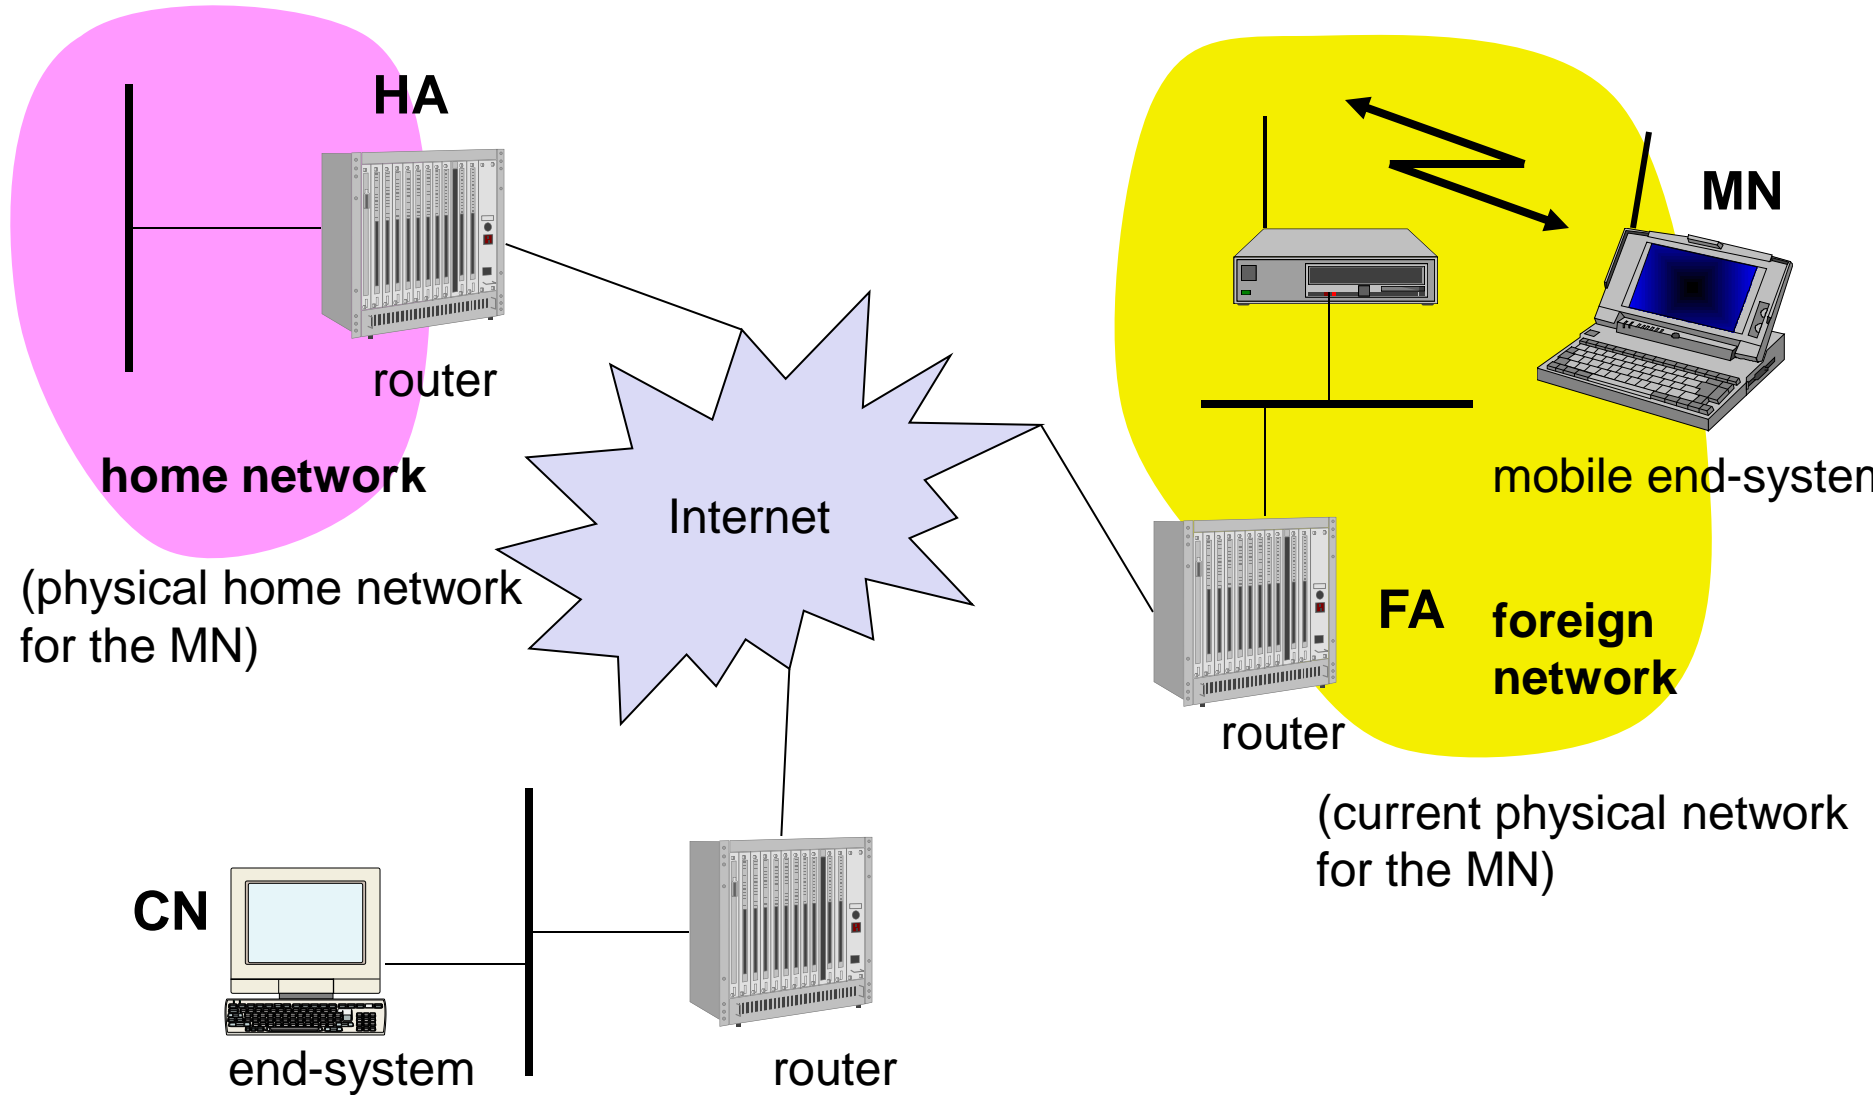 HA
router
home network
(physical home network
for the MN)
Internet
MN
mobile end-system
FA
foreign
network
router
(current physical network
for the MN)
CN
end-system
router